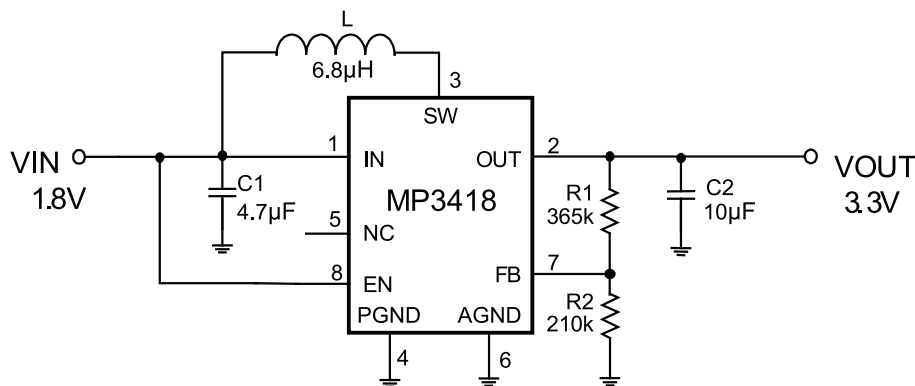 L
6.8µH
3
SW
VIN
1.8V
1
IN
OUT
2
VOUT
3.3V
C1
4.7µF
MP3418
R1
365k
C2
10µF
5
NC
7
FB
8
EN
R2
210k
PGND
AGND
4
6